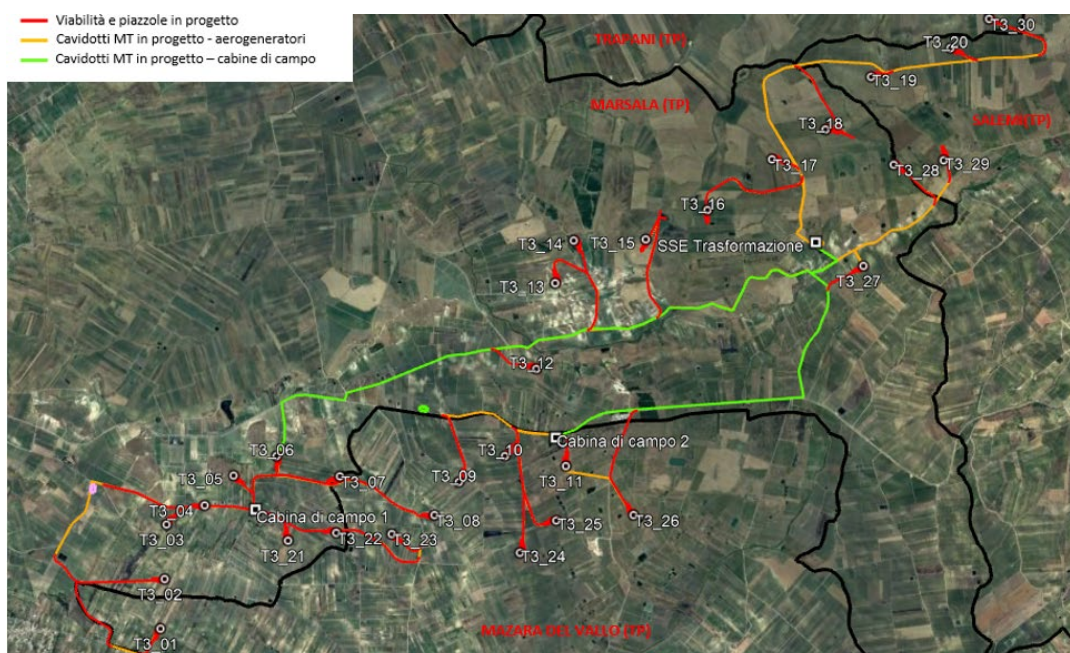 Viabilità e piazzole in progetto
Cavidotti MT in progetto - aerogeneratori
Cavidotti MT in progetto – cabine di campo
TRAPANI (TP)
T3_30
T3_20
T3_19
MARSALA (TP)
SALEMI(TP)
T3_18
T3_17
T3_28
T3_29
T3_16
T3_14
T3_15
SSE Trasformazione
T3_13
T3_27
T3_12
T3_06
T3_10
Cabina di campo 2
T3_05
T3_07
T3_09
T3_11
T3_04
Cabina di campo 1
T3_08
T3_25
T3_26
T3_03
T3_21
T3_22
T3_23
T3_24
T3_02
T3_01
MAZARA DEL VALLO (TP)